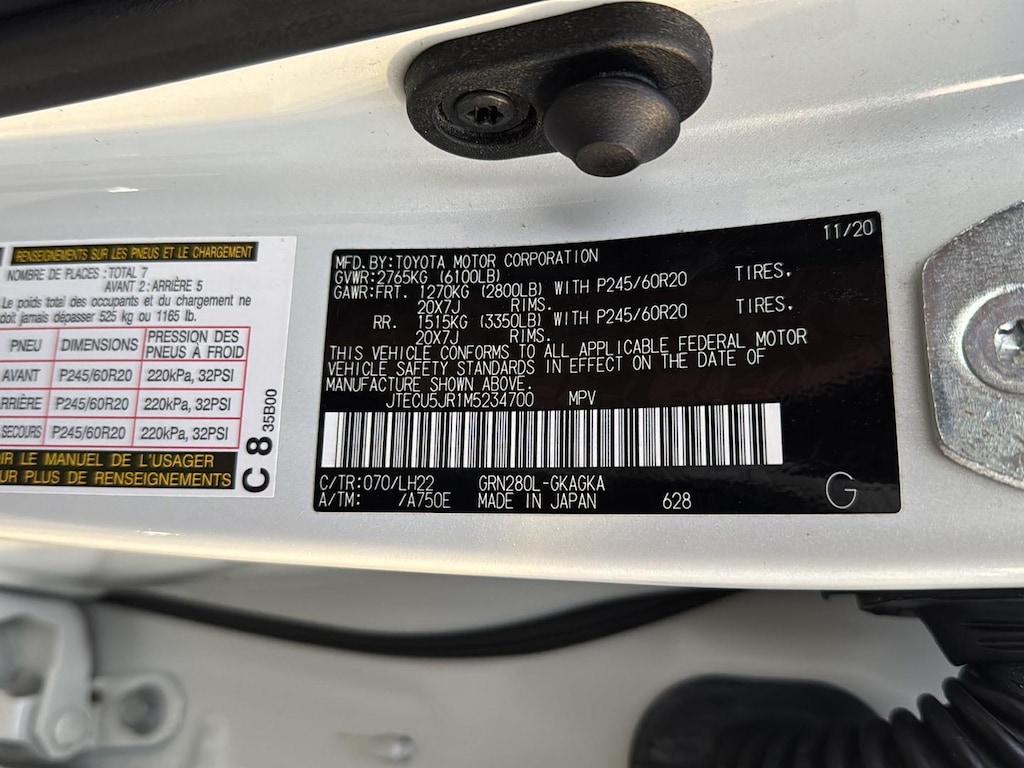 RENSEIGNEMENTS SUR LES PNEUS ET LE CHARGEMENT
NOMBRE DE PLACES : TOTAL 7
AVANT 2 : ARRIÈRE 5
Le poids total des occupants et du chargement ne
doit jamais dépasser 525 kg ou 1165 lb.
PNEU DIMENSIONS PRESSION DES PNEUS À FROID
AVANT P245/60R20 220kPa, 32PSI
ARRIÈRE P245/60R20 220kPa, 32PSI
SECOURS P245/60R20 220kPa, 32PSI
LE MANUEL DE L'USAGER
PLUS DE RENSEIGNEMENTS
C8 35B00
11/20
MFD.BY:TOYOTA MOTOR CORPORATION
GVWR:2765KG (6100LB)
GAWR:FRT. 1270KG (2800LB) WITH P245/60R20 TIRES.
20X7J RIMS.
RR. 1515KG (3350LB) WITH P245/60R20 TIRES.
20X7J RIMS.
THIS VEHICLE CONFORMS TO ALL APPLICABLE FEDERAL MOTOR
VEHICLE SAFETY STANDARDS IN EFFECT ON THE DATE OF
MANUFACTURE SHOWN ABOVE.
JTECU5JR1M5234700 MPV
C/TR:070/LH22 GRN280L-GKAGKA
A/TM: /A750E MADE IN JAPAN 628 G